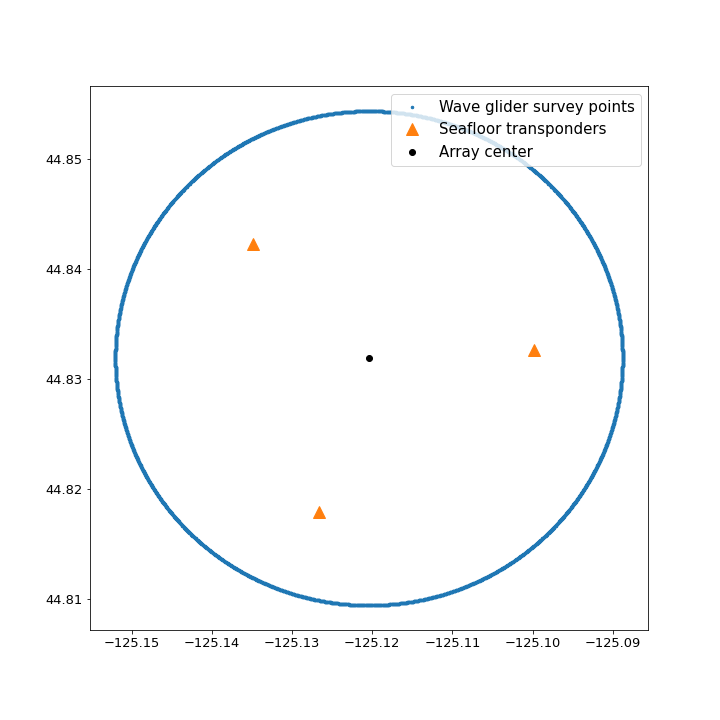 Wave glider survey points
Seafloor transponders
Array center
44.85
44.84
44.83
44.82
44.81
−125.15 −125.14 −125.13 −125.12 −125.11 −125.10 −125.09